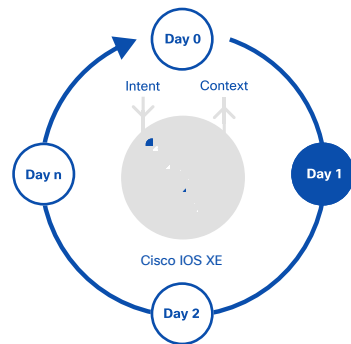 Day 0
Intent
Context
Day n
Day 1
Cisco IOS XE
Day 2